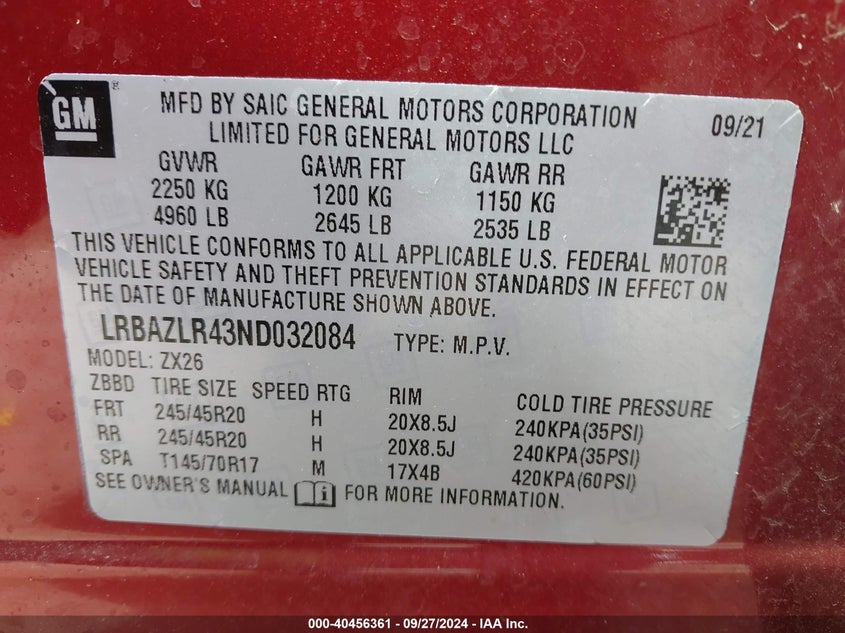 GM
MFD BY SAIC GENERAL MOTORS CORPORATION
LIMITED FOR GENERAL MOTORS LLC
09/21
GVWR GAWR FRT GAWR RR
2250 KG 1200 KG 1150 KG
4960 LB 2645 LB 2535 LB
THIS VEHICLE CONFORMS TO ALL APPLICABLE U.S. FEDERAL MOTOR
VEHICLE SAFETY AND THEFT PREVENTION STANDARDS IN EFFECT ON
THE DATE OF MANUFACTURE SHOWN ABOVE.
LRBAZLR43ND032084 TYPE: M.P.V.
MODEL: ZX26
ZBBD TIRE SIZE SPEED RTG RIM COLD TIRE PRESSURE
FRT 245/45R20 H 20X8.5J 240KPA(35PSI)
RR 245/45R20 H 20X8.5J 240KPA(35PSI)
SPA T145/70R17 M 17X4B 420KPA(60PSI)
SEE OWNER'S MANUAL FOR MORE INFORMATION.
000-40456361 - 09/27/2024 - IAA Inc.